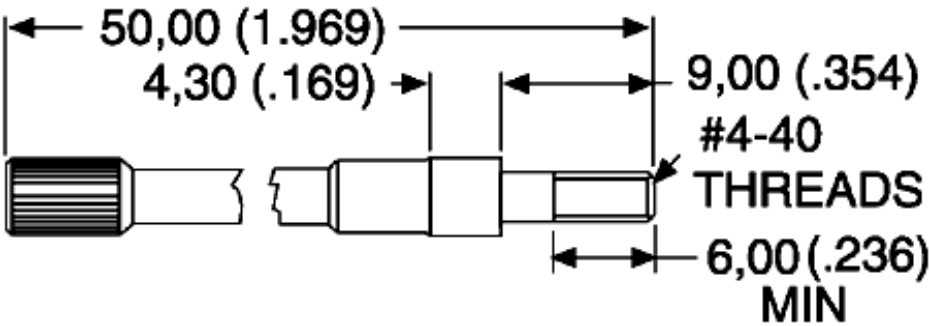 50,00 (1.969)
4,30 (.169)
9,00 (.354)
#4-40
THREADS
6,00 (.236)
MIN